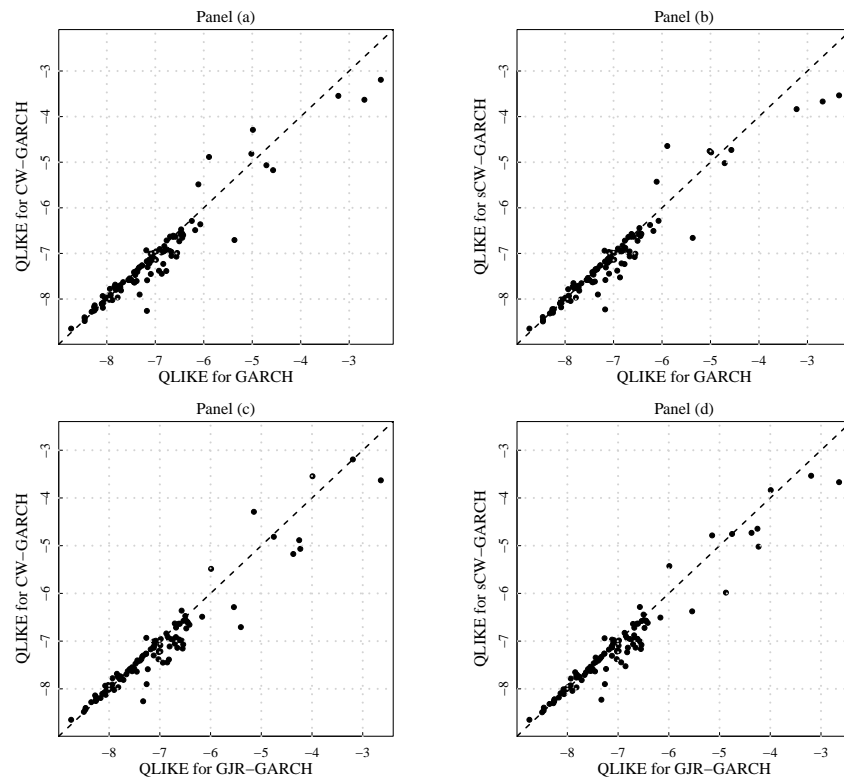 Panel (a)
QLIKE for CW−GARCH
−3
−4
−5
−6
−7
−8
−8 −7 −6 −5 −4 −3
QLIKE for GARCH
Panel (b)
QLIKE for sCW−GARCH
−3
−4
−5
−6
−7
−8
−8 −7 −6 −5 −4 −3
QLIKE for GARCH
Panel (c)
QLIKE for CW−GARCH
−3
−4
−5
−6
−7
−8
−8 −7 −6 −5 −4 −3
QLIKE for GJR−GARCH
Panel (d)
QLIKE for sCW−GARCH
−3
−4
−5
−6
−7
−8
−8 −7 −6 −5 −4 −3
QLIKE for GJR−GARCH